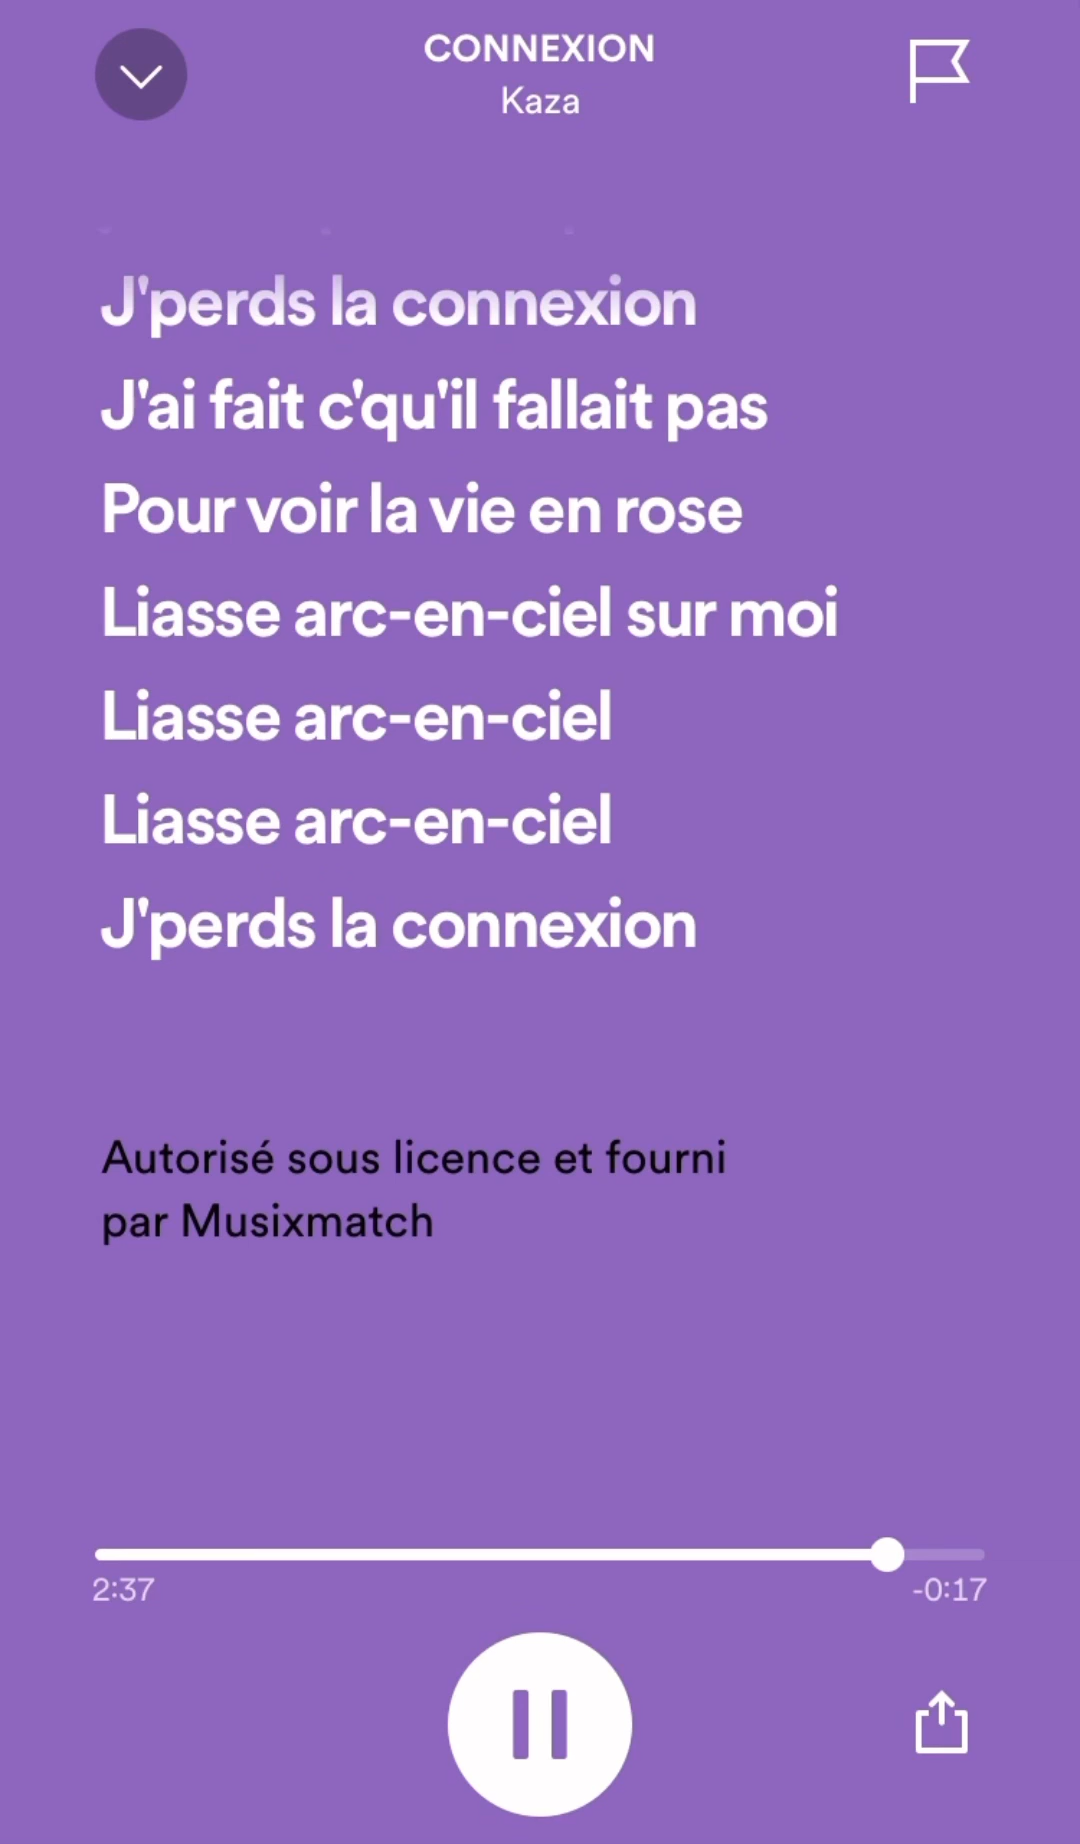 CONNEXION
Kaza
J'perds la connexion
J'ai fait c'qu'il fallait pas
Pour voir la vie en rose
Liasse arc-en-ciel sur moi
Liasse arc-en-ciel
Liasse arc-en-ciel
J'perds la connexion
Autorisé sous licence et fourni
par Musixmatch
2:37
-0:17